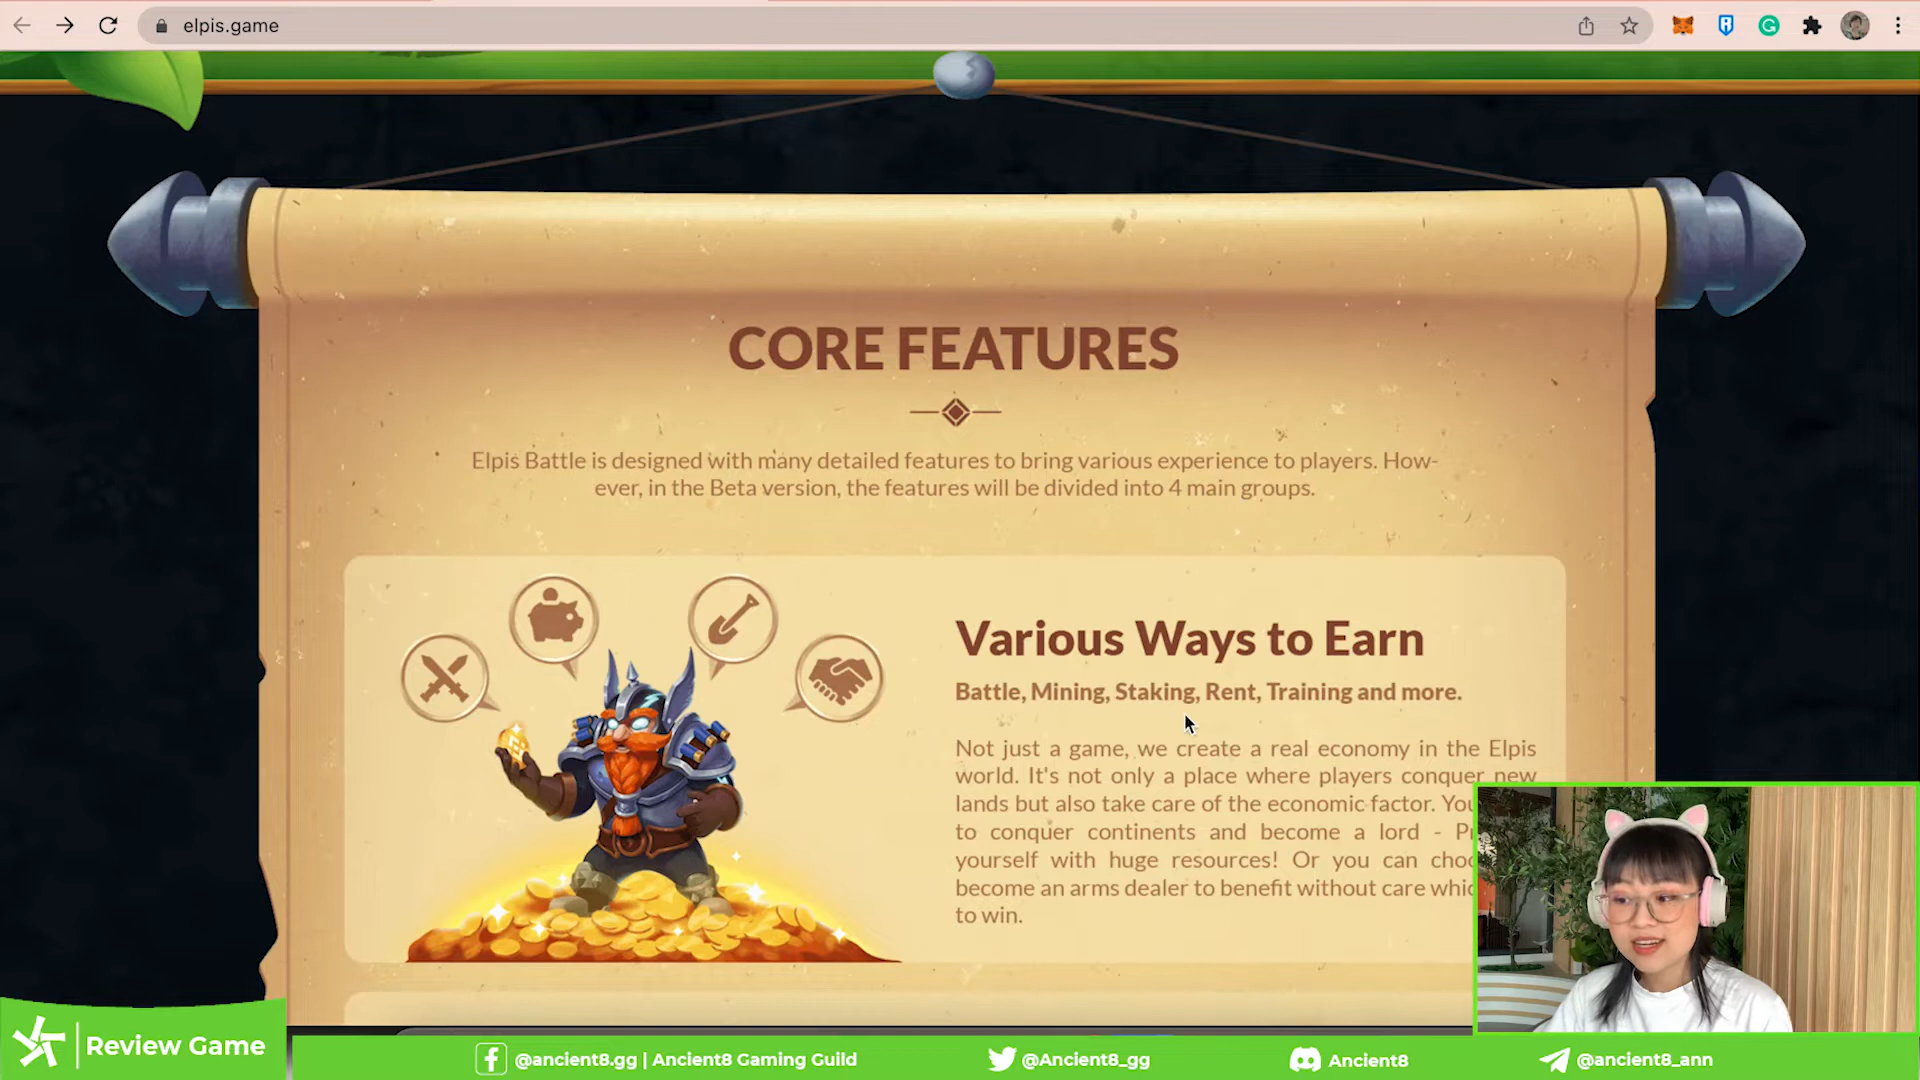 elpis.game
CORE FEATURES
Elpis Battle is designed with many detailed features to bring various experience to players. How-
ever, in the Beta version, the features will be divided into 4 main groups.
Various Ways to Earn
Battle, Mining, Staking, Rent, Training and more.
Not just a game, we create a real economy in the Elpis
world. It's not only a place where players conquer new
lands but also take care of the economic factor. You
to conquer continents and become a lord -
yourself with huge resources! Or you can
become an arms dealer to benefit without care
to win.
Review Game
@ancient8.gg | Ancient8 Gaming Guild
@Ancient8_gg
Ancient8
@ancient8_ann